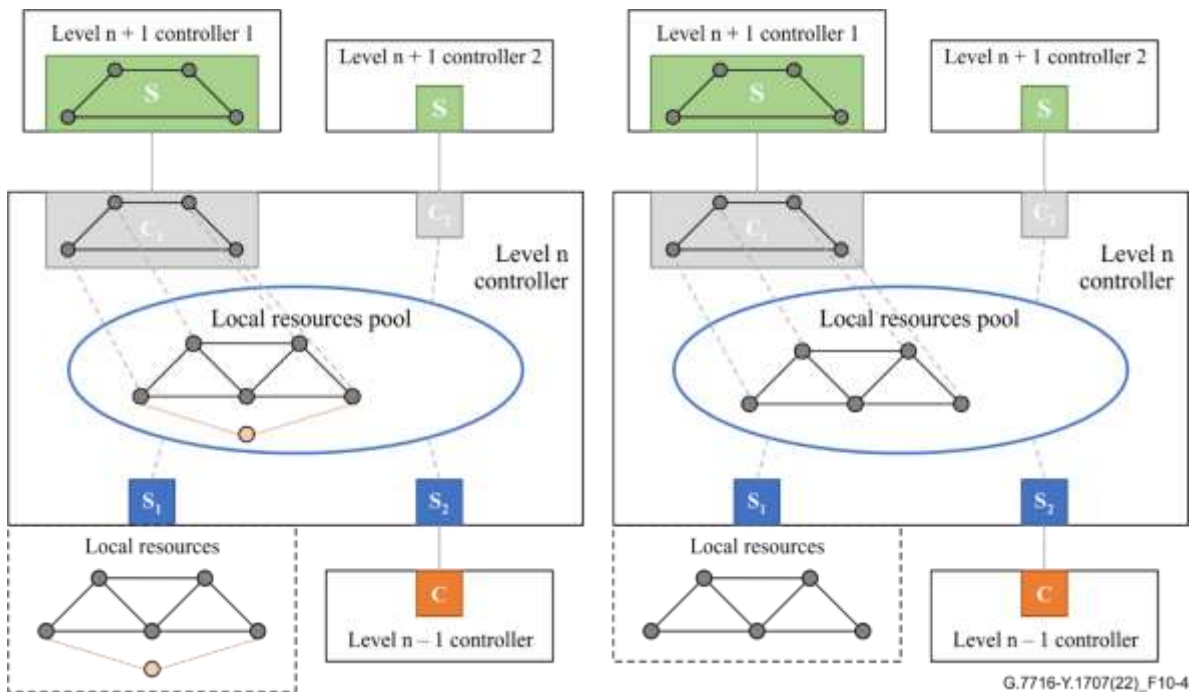 Level n + 1 controller 1
S
Level n + 1 controller 2
S
C1
C2
Level n
controller
Local resources pool
S1
S2
Local resources
C
Level n – 1 controller
Level n + 1 controller 1
S
Level n + 1 controller 2
S
C1
C2
Level n
controller
Local resources pool
S1
S2
Local resources
C
Level n – 1 controller
G.7716-Y.1707(22)_F10-4